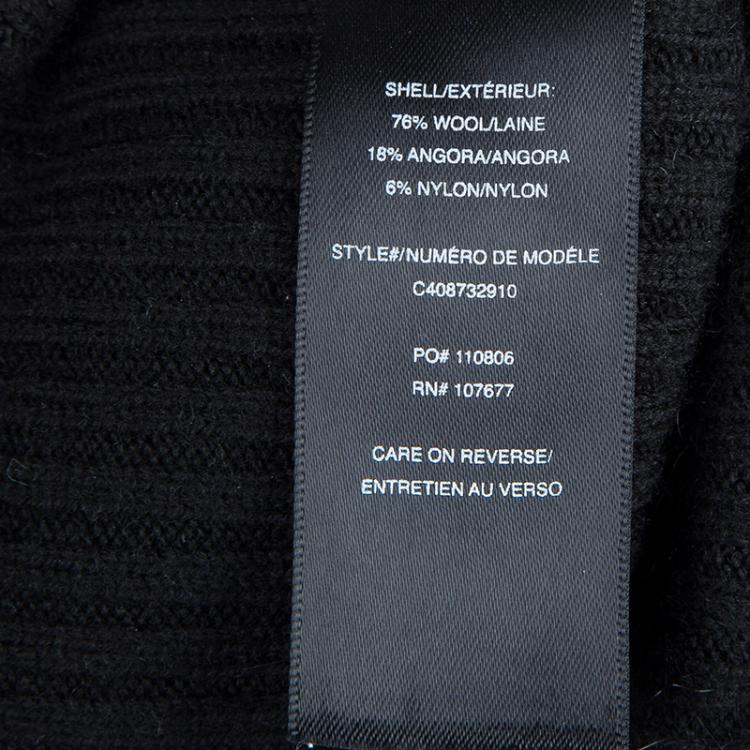 SHELL/EXTÉRIEUR:
76% WOOL/LAINE
18% ANGORA/ANGORA
6% NYLON/NYLON
STYLE#/NUMÉRO DE MODÉLE
C408732910
PO# 110806
RN# 107677
CARE ON REVERSE/
ENTRETIEN AU VERSO